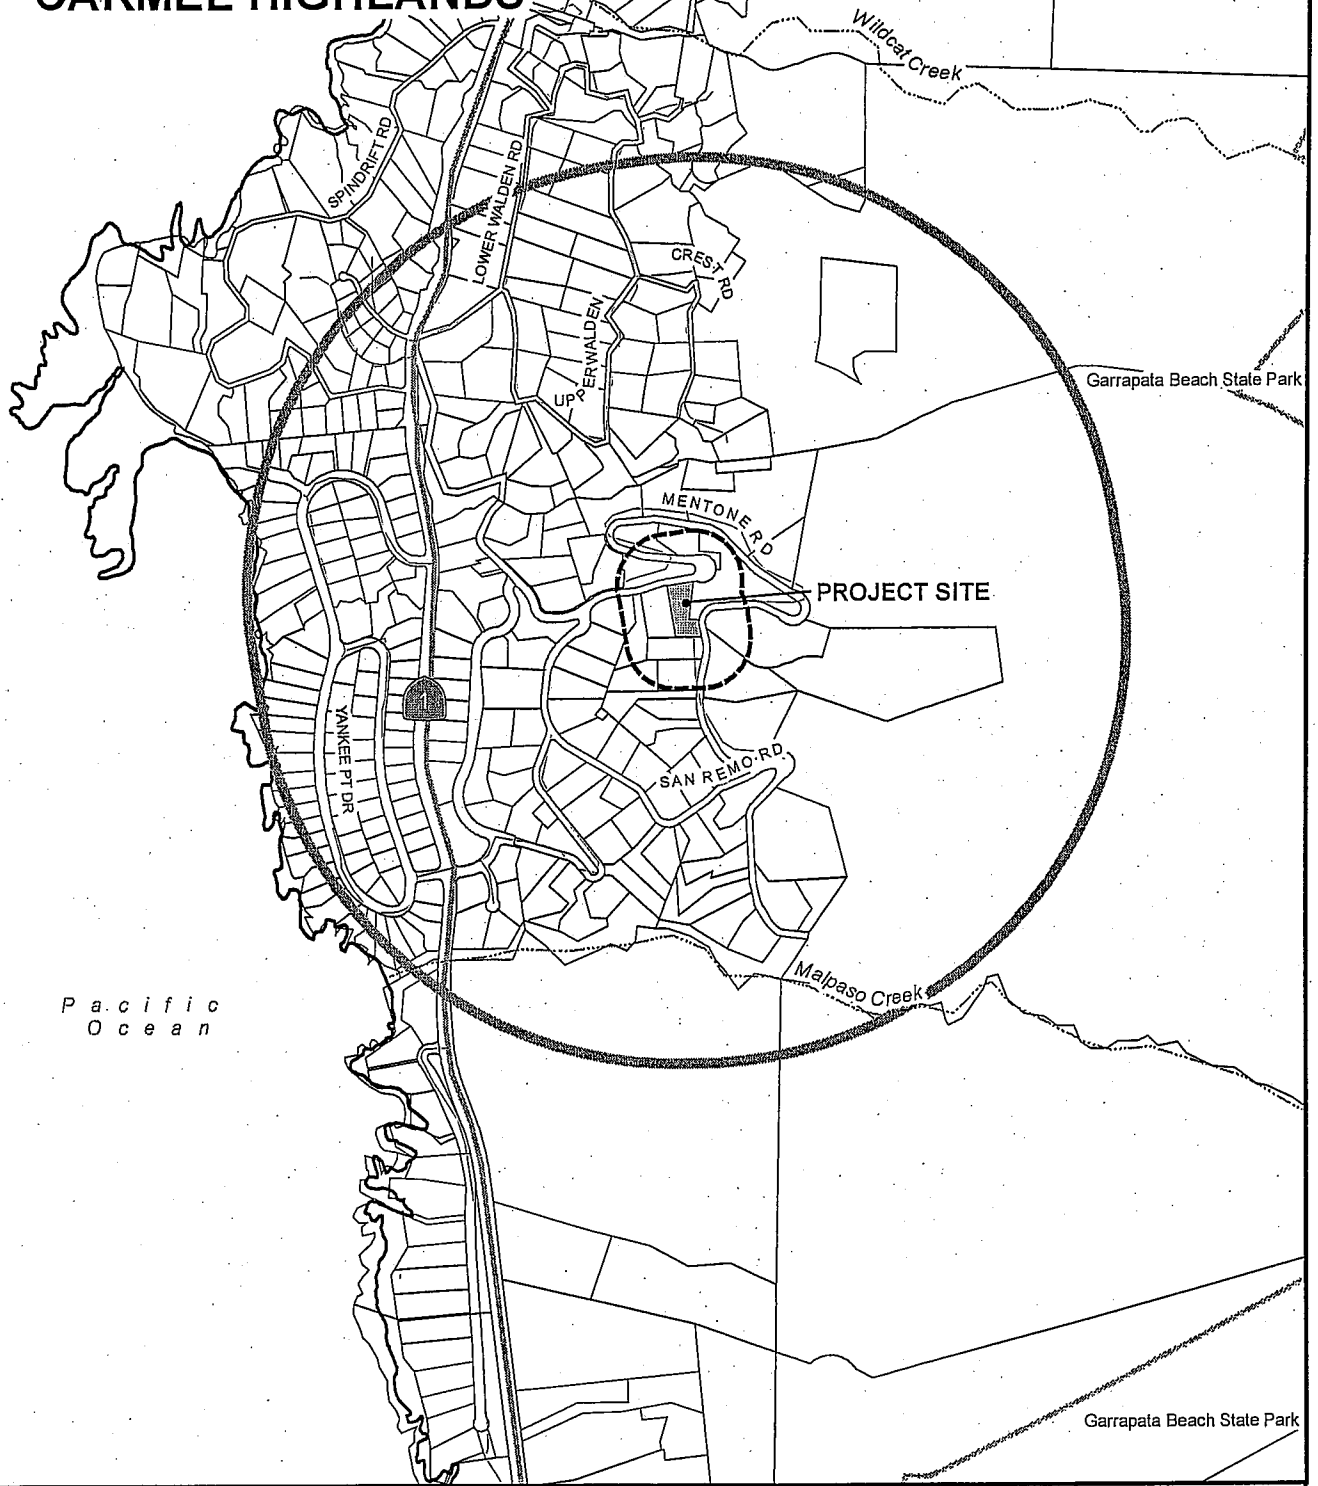 CARMEL HIGHLANDS
Wildcat Creek
SPINDRIFT RD
LOWER WALDEN RD
CREST RD
UPPER WALDEN
Garrapata Beach State Park
MENTONE RD
PROJECT SITE
1
YANKEE PT DR
SAN REMO RD
Malpaso Creek
Pacific
Ocean
Garrapata Beach State Park